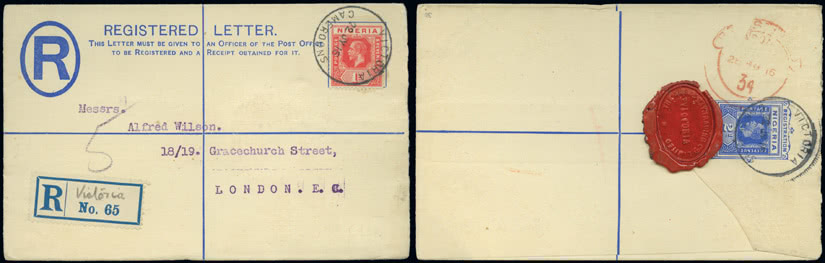 REGISTERED LETTER.
THIS LETTER MUST BE GIVEN TO AN OFFICER OF THE POST OFFICE
TO BE REGISTERED AND A RECEIPT OBTAINED FOR IT.
R
VICTORIA
CAMEROONS
NIGERIA
Messrs.
Alfred Wilson.
18/19. Gracechurch Street,
LONDON. E.C.
5
R Victoria
No. 65
34
NIGERIA
REGISTRATION
VICTORIA